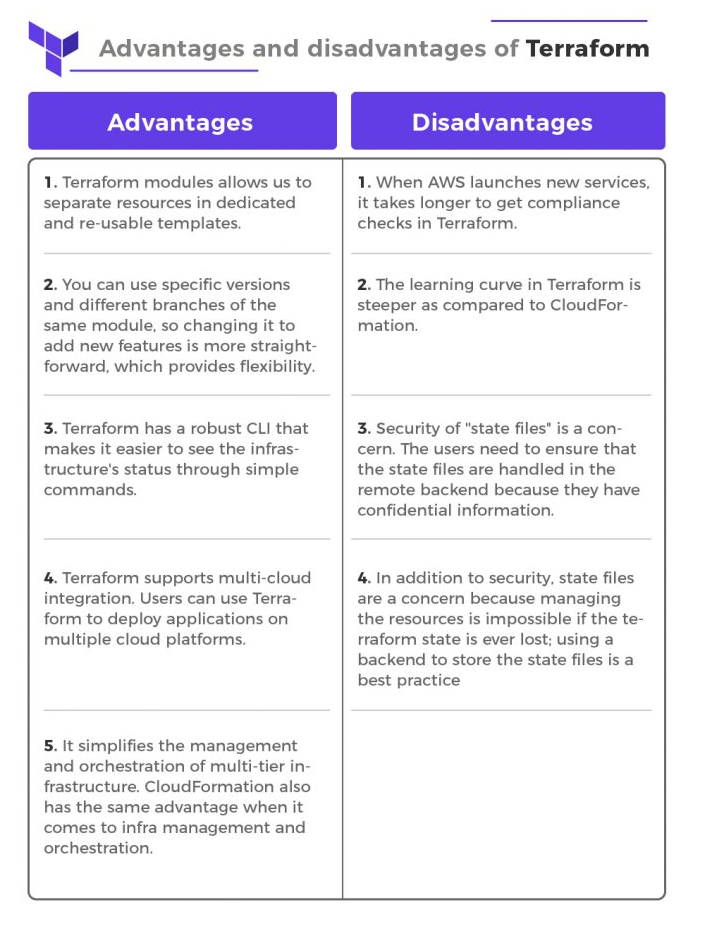 Advantages and disadvantages of Terraform
Advantages
1. Terraform modules allows us to
separate resources in dedicated
and re-usable templates.
2. You can use specific versions
and different branches of the
same module, so changing it to
add new features is more straight-
forward, which provides flexibility.
3. Terraform has a robust CLI that
makes it easier to see the infras-
tructure's status through simple
commands.
4. Terraform supports multi-cloud
integration. Users can use Terra-
form to deploy applications on
multiple cloud platforms.
5. It simplifies the management
and orchestration of multi-tier in-
frastructure. CloudFormation also
has the same advantage when it
comes to infra management and
orchestration.
Disadvantages
1. When AWS launches new services,
it takes longer to get compliance
checks in Terraform.
2. The learning curve in Terraform is
steeper as compared to CloudFor-
mation.
3. Security of "state files" is a con-
cern. The users need to ensure that
the state files are handled in the
remote backend because they have
confidential information.
4. In addition to security, state files
are a concern because managing
the resources is impossible if the te-
rraform state is ever lost; using a
backend to store the state files is a
best practice